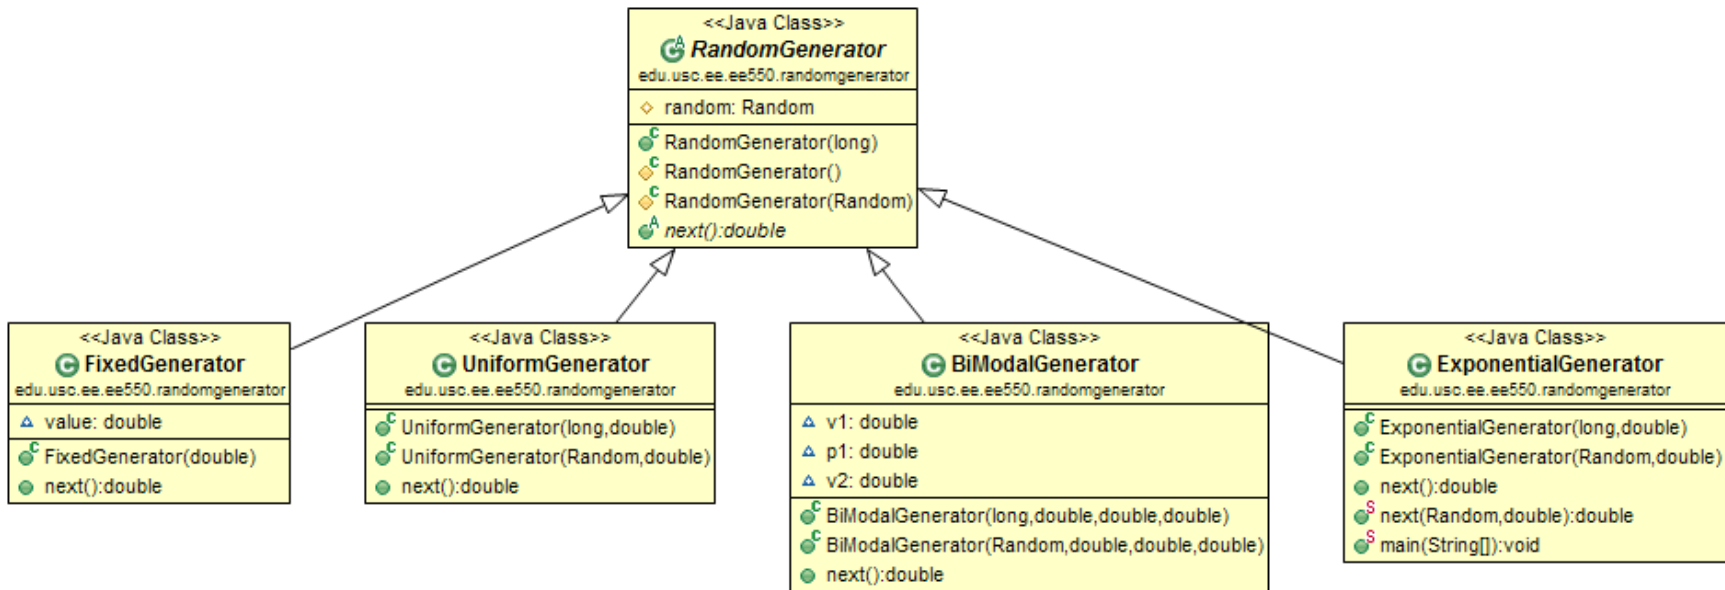 <<Java Class>>
RandomGenerator
edu.usc.ee.ee550.randomgenerator
random: Random
RandomGenerator(long)
RandomGenerator()
RandomGenerator(Random)
next():double
<<Java Class>>
FixedGenerator
edu.usc.ee.ee550.randomgenerator
value: double
FixedGenerator(double)
next():double
<<Java Class>>
UniformGenerator
edu.usc.ee.ee550.randomgenerator
UniformGenerator(long,double)
UniformGenerator(Random,double)
next():double
<<Java Class>>
BiModalGenerator
edu.usc.ee.ee550.randomgenerator
v1: double
p1: double
v2: double
BiModalGenerator(long,double,double,double)
BiModalGenerator(Random,double,double,double)
next():double
<<Java Class>>
ExponentialGenerator
edu.usc.ee.ee550.randomgenerator
ExponentialGenerator(long,double)
ExponentialGenerator(Random,double)
next():double
next(Random,double):double
main(String[]):void